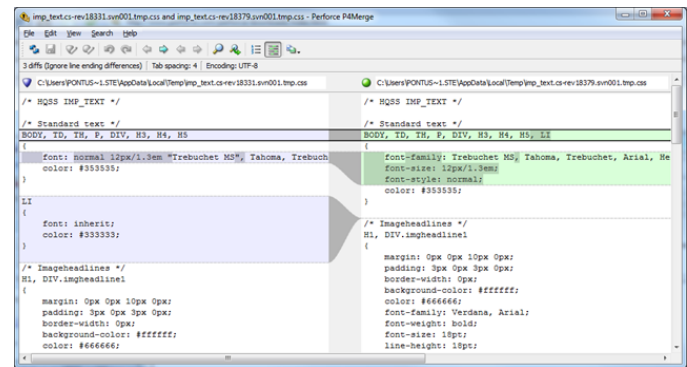 imp_text.cs-rev18331.svn001.tmp.css and imp_text.cs-rev18379.svn001.tmp.css - Perforce P4Merge
File Edit View Search Help
3 diffs (Ignore line ending differences) Tab spacing: 4 Encoding: UTF-8
C:\Users\PONTUS~1.STE\AppData\Local\Temp\imp_text.cs-rev18331.svn001.tmp.css
/* HQSS IMP_TEXT */
/* Standard text */
BODY, TD, TH, P, DIV, H3, H4, H5
{
font: normal 12px/1.3em "Trebuchet MS", Tahoma, Trebuch
color: #353535;
}
LI
{
font: inherit;
color: #333333;
}
/* Imageheadlines */
H1, DIV.imgheadline1
{
margin: 0px 0px 10px 0px;
padding: 3px 0px 3px 0px;
border-width: 0px;
background-color: #ffffff;
color: #666666;
C:\Users\PONTUS~1.STE\AppData\Local\Temp\imp_text.cs-rev18379.svn001.tmp.css
/* HQSS IMP_TEXT */
/* Standard text */
BODY, TD, TH, P, DIV, H3, H4, H5, LI
{
font-family: Trebuchet MS, Tahoma, Trebuchet, Arial, He
font-size: 12px/1.3em;
font-style: normal;
color: #353535;
}
/* Imageheadlines */
H1, DIV.imgheadline1
{
margin: 0px 0px 10px 0px;
padding: 3px 0px 3px 0px;
border-width: 0px;
background-color: #ffffff;
color: #666666;
font-family: Verdana, Arial;
font-weight: bold;
font-size: 18pt;
line-height: 18pt;